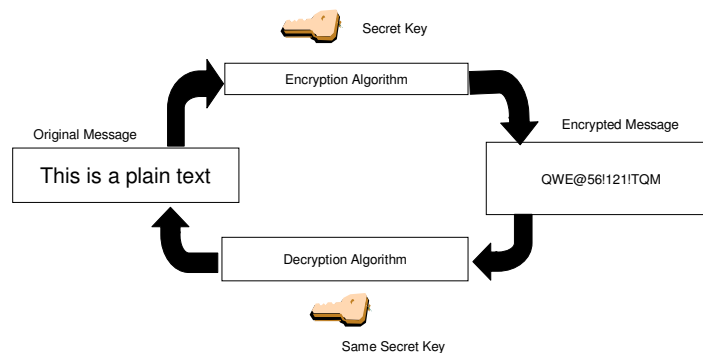 Secret Key
Encryption Algorithm
Original Message
Encrypted Message
This is a plain text
QWE@56!121!TQM
Decryption Algorithm
Same Secret Key